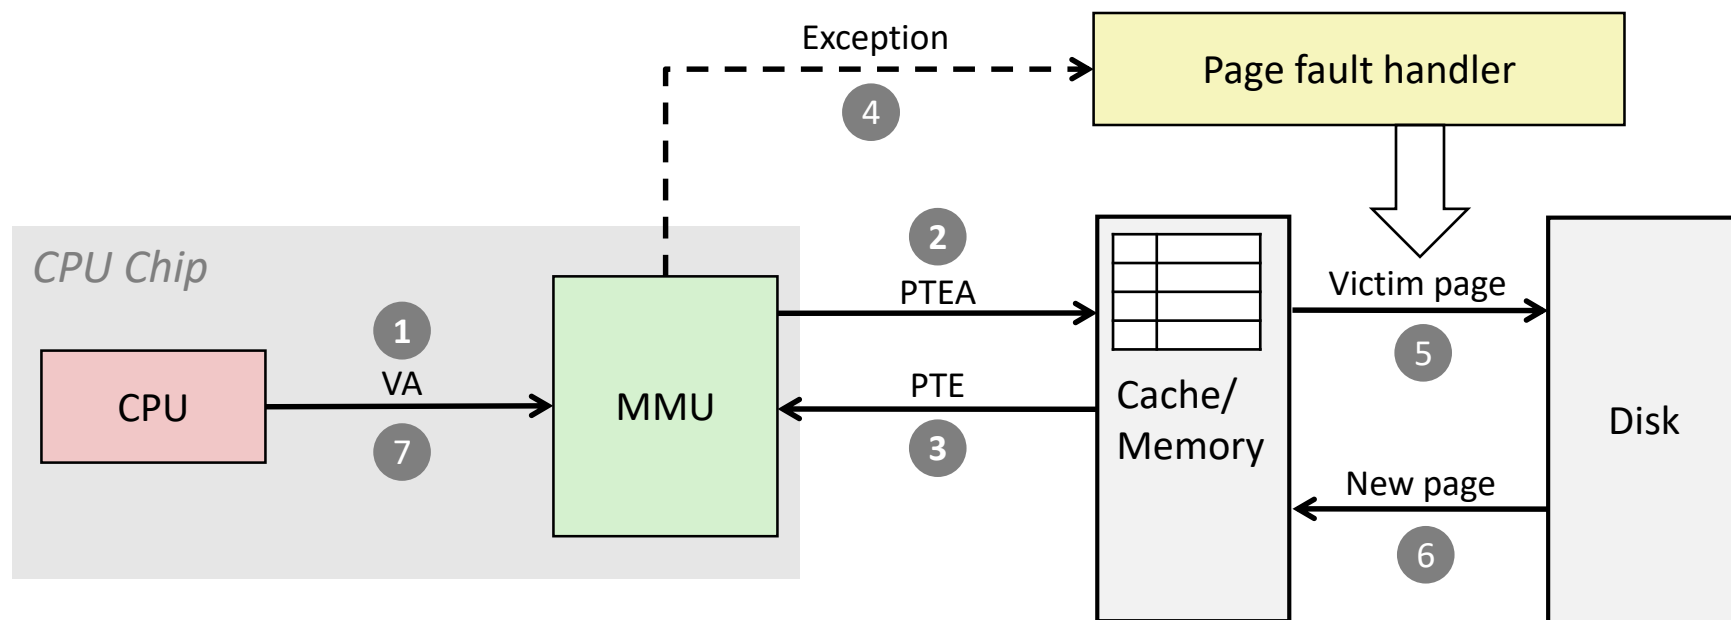 Exception
4
Page fault handler
CPU Chip
2
PTEA
Victim page
5
1
VA
7
CPU
MMU
PTE
3
Cache/
Memory
Disk
New page
6